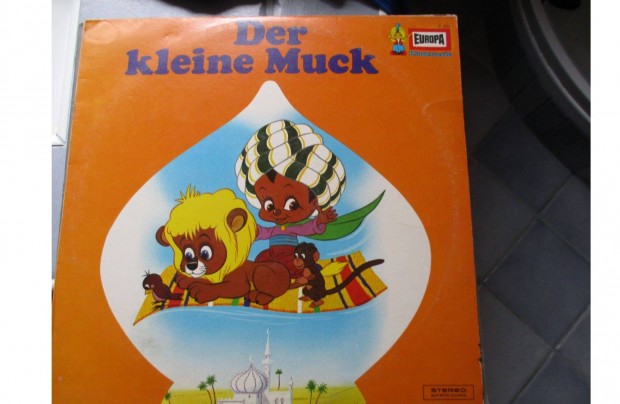 Der
kleine Muck
EUROPA
STEREO